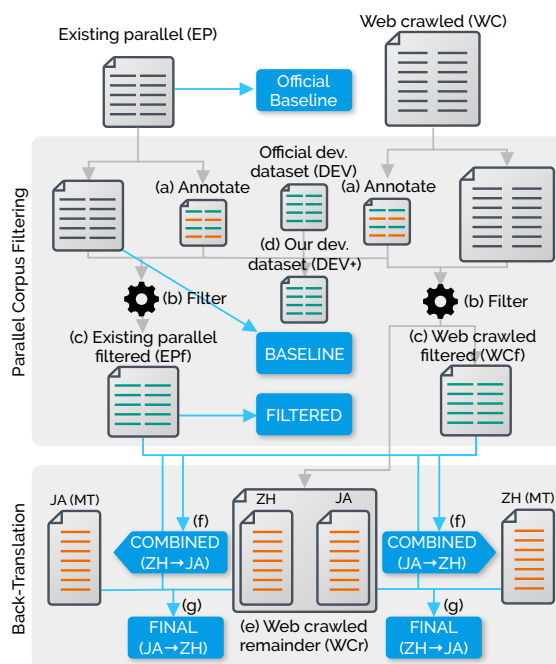 Existing parallel (EP)
Web crawled (WC)
Official
Baseline
Parallel Corpus Filtering
Official dev.
dataset (DEV)
(a) Annotate
(a) Annotate
(d) Our dev.
dataset (DEV+)
(b) Filter
(b) Filter
(c) Existing parallel
filtered (EPf)
BASELINE
(c) Web crawled
filtered (WCf)
FILTERED
Back-Translation
JA (MT)
ZH
JA
ZH (MT)
(f)
(f)
COMBINED
(ZH→JA)
COMBINED
(JA→ZH)
(g)
(g)
FINAL
(JA→ZH)
(e) Web crawled
remainder (WCr)
FINAL
(ZH→JA)